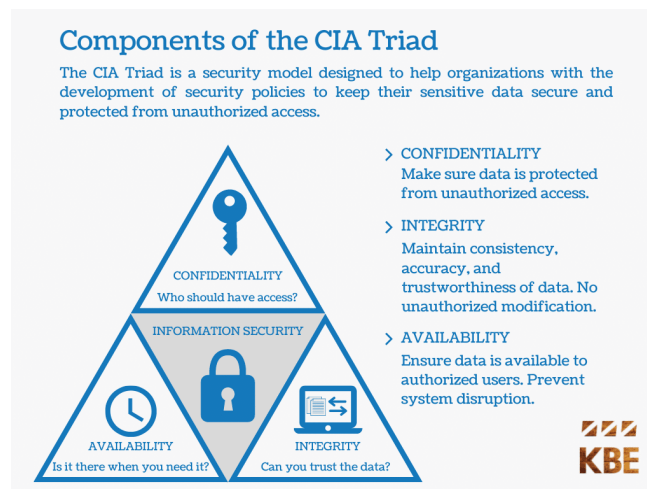 Components of the CIA Triad
The CIA Triad is a security model designed to help organizations with the
development of security policies to keep their sensitive data secure and
protected from unauthorized access.
CONFIDENTIALITY
Who should have access?
INFORMATION SECURITY
AVAILABILITY
Is it there when you need it?
INTEGRITY
Can you trust the data?
CONFIDENTIALITY
Make sure data is protected
from unauthorized access.
INTEGRITY
Maintain consistency,
accuracy, and
trustworthiness of data. No
unauthorized modification.
AVAILABILITY
Ensure data is available to
authorized users. Prevent
system disruption.
KBE